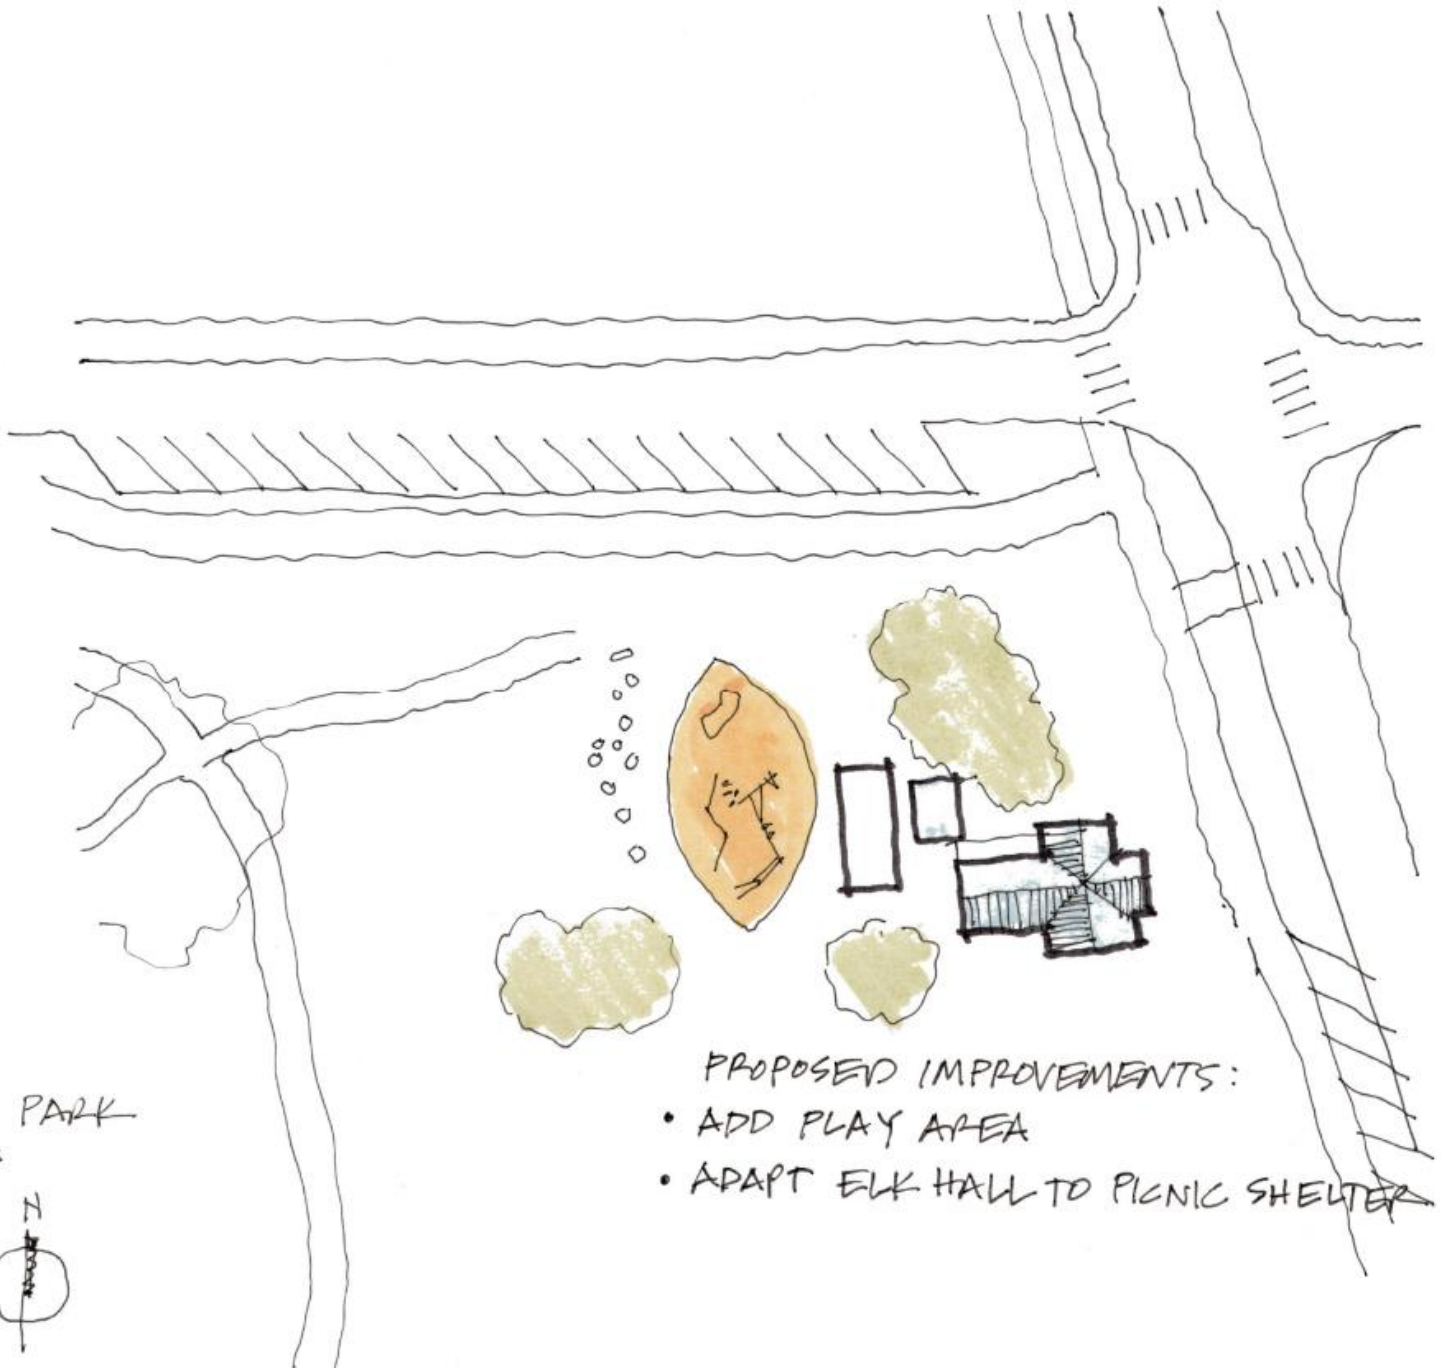 PROPOSED IMPROVEMENTS:
• ADD PLAY AREA
• ADAPT ELK HALL TO PICNIC SHELTER
PARK
N